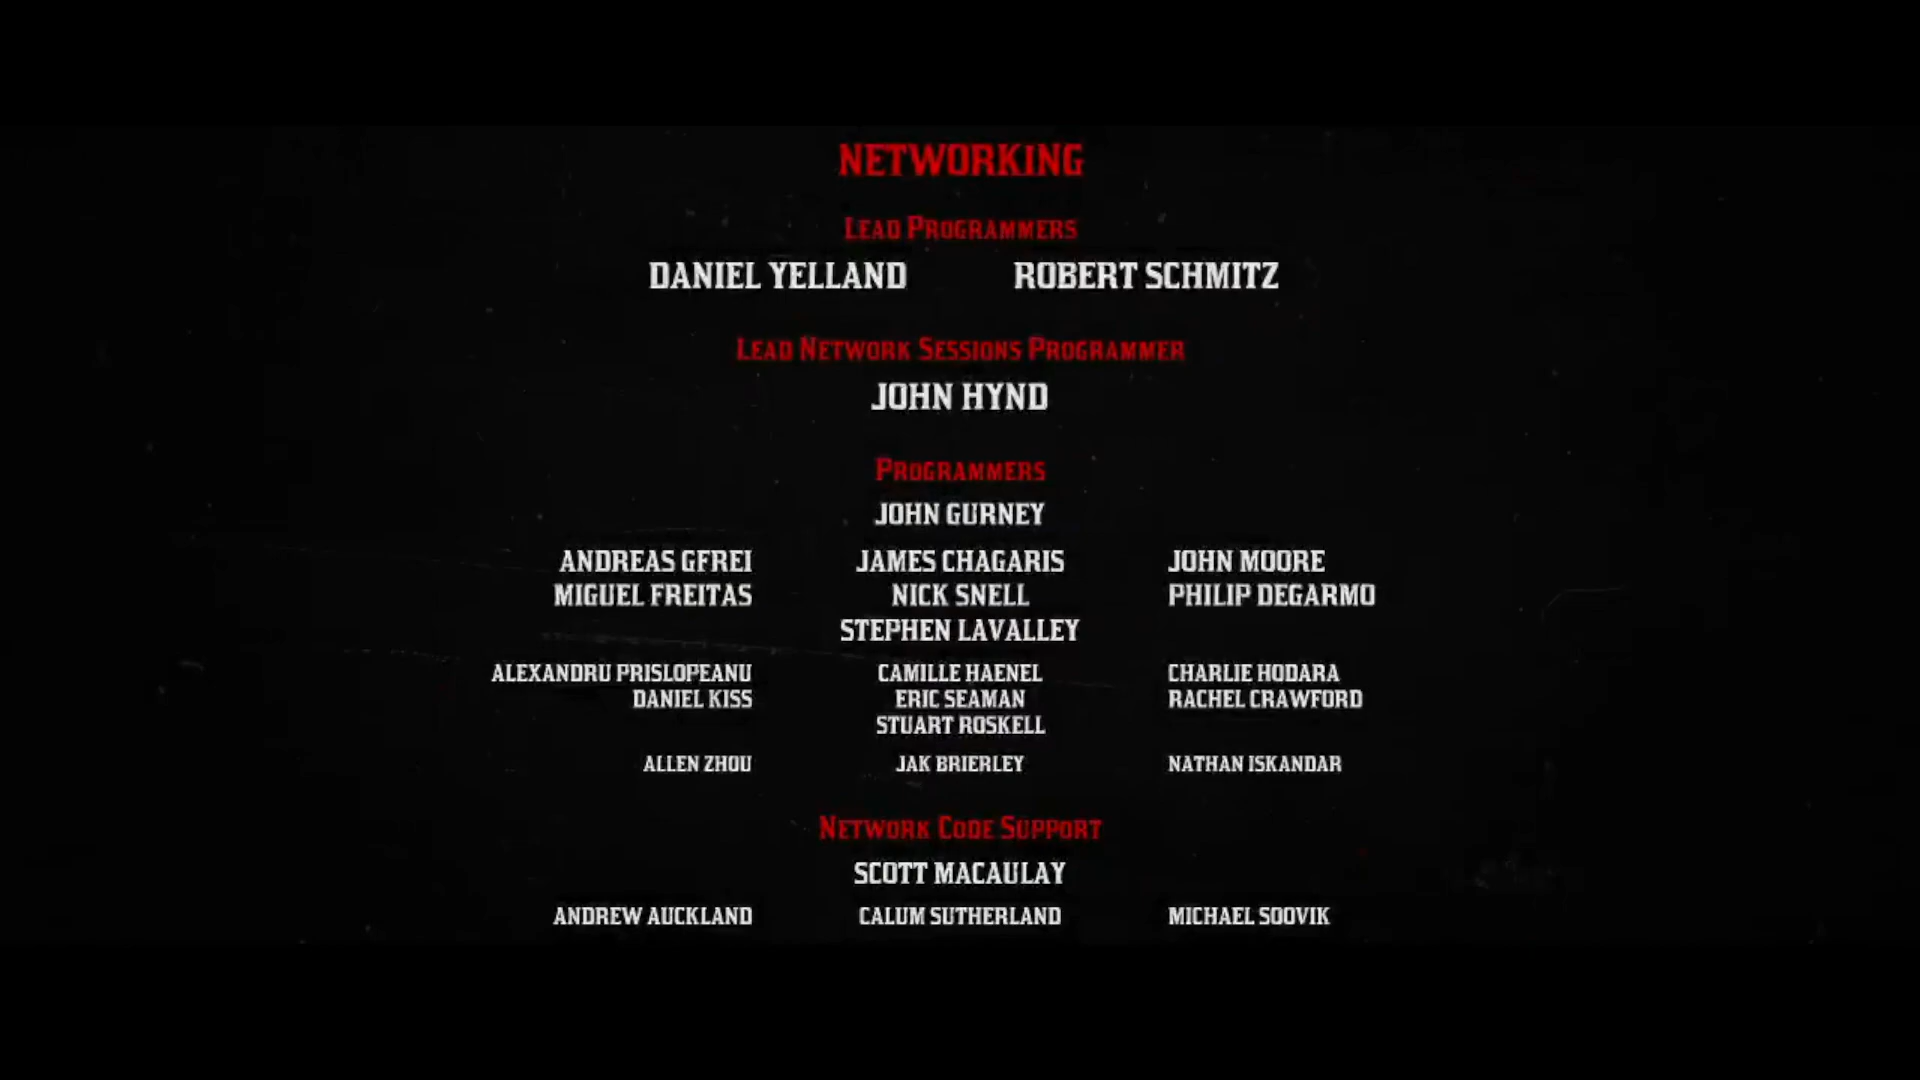 NETWORKING
LEAD PROGRAMMERS
DANIEL YELLAND ROBERT SCHMITZ
LEAD NETWORK SESSIONS PROGRAMMER
JOHN HYND
PROGRAMMERS
JOHN GURNEY
ANDREAS GFREI JAMES CHAGARIS JOHN MOORE
MIGUEL FREITAS NICK SNELL PHILIP DEGARMO
STEPHEN LAVALLEY
ALEXANDRU PRISLOPEANU CAMILLE HAENEL CHARLIE HODARA
DANIEL KISS ERIC SEAMAN RACHEL CRAWFORD
STUART ROSKELL
ALLEN ZHOU JAK BRIERLEY NATHAN ISKANDAR
NETWORK CODE SUPPORT
SCOTT MACAULAY
ANDREW AUCKLAND CALUM SUTHERLAND MICHAEL SOOVIK